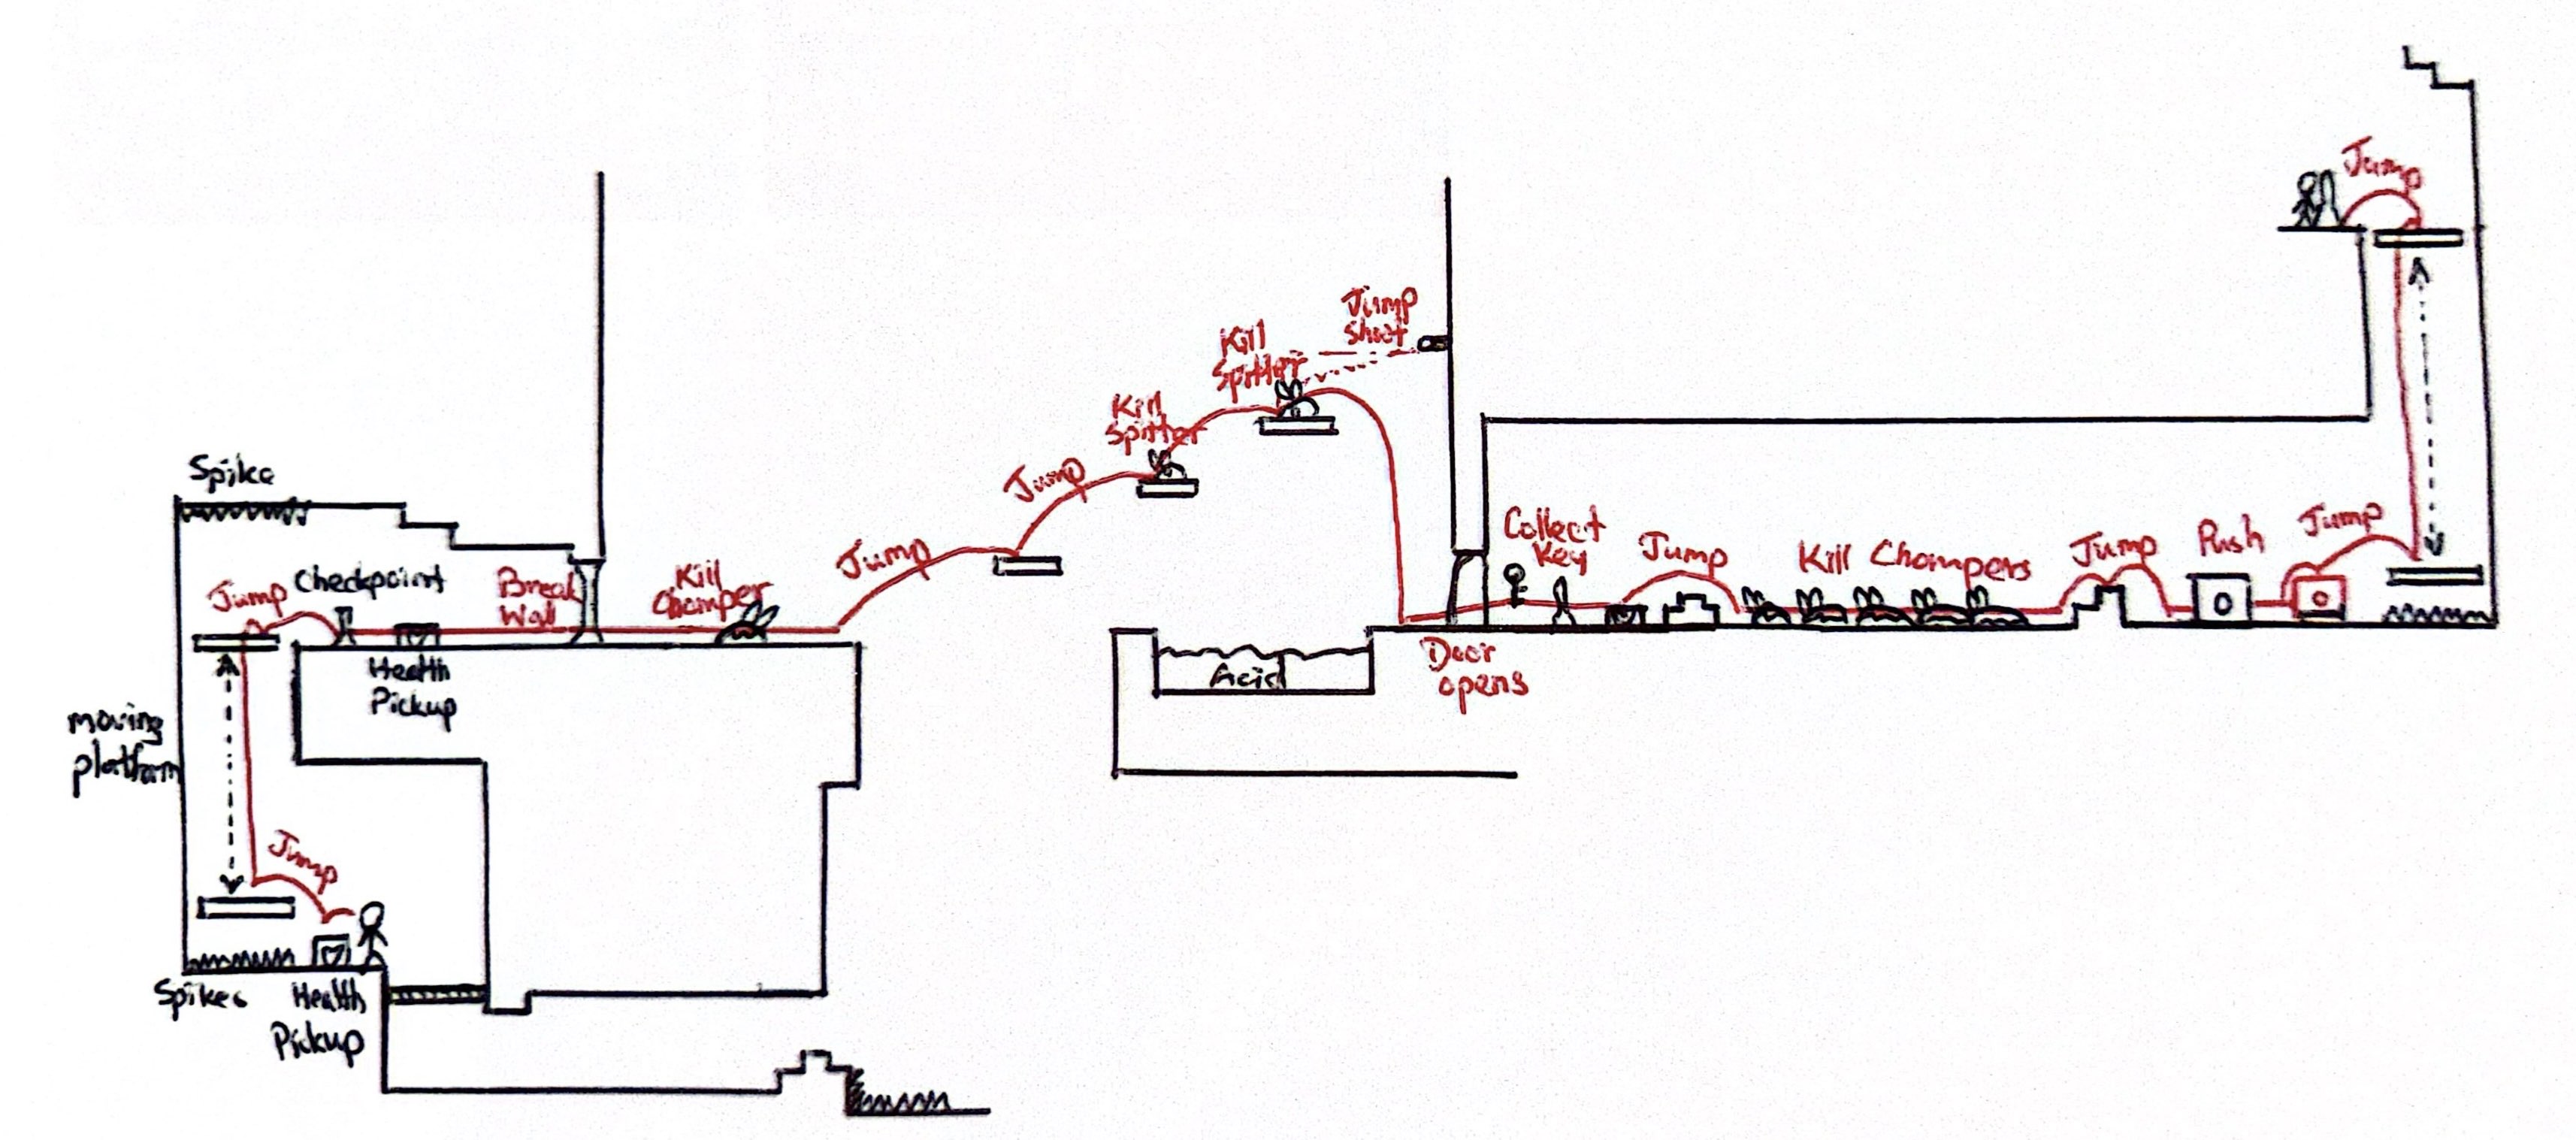 Spike
Jump
Checkpoint
Health
Pickup
moving
platform
Jump
Spikes
Health
Pickup
Break
Wall
Kill
Chomper
Jump
Jump
Kill
Spitter
Kill
Spitter
Jump
shoot
Acid
Door
opens
Collect
Key
Jump
Kill Chompers
Jump
Push
Jump
Jump